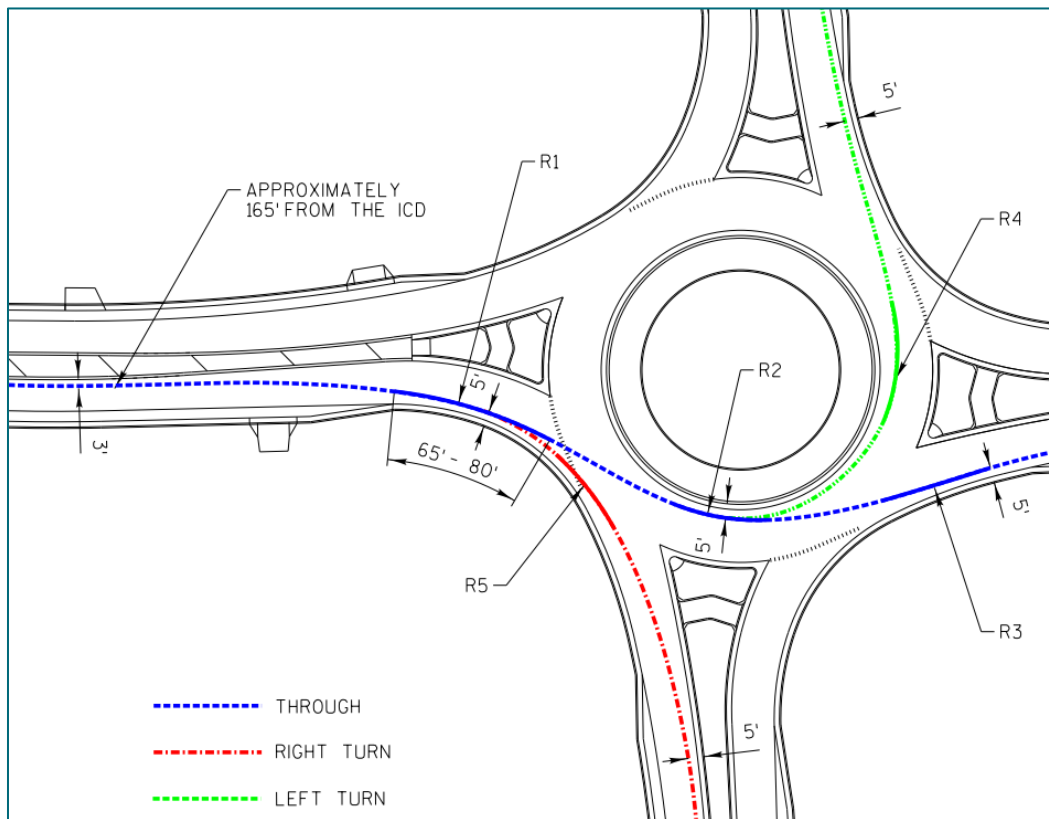 5'
R1
APPROXIMATELY
165' FROM THE ICD
R4
R2
5'
3'
65' - 80'
5'
5'
R5
R3
5'
THROUGH
RIGHT TURN
LEFT TURN